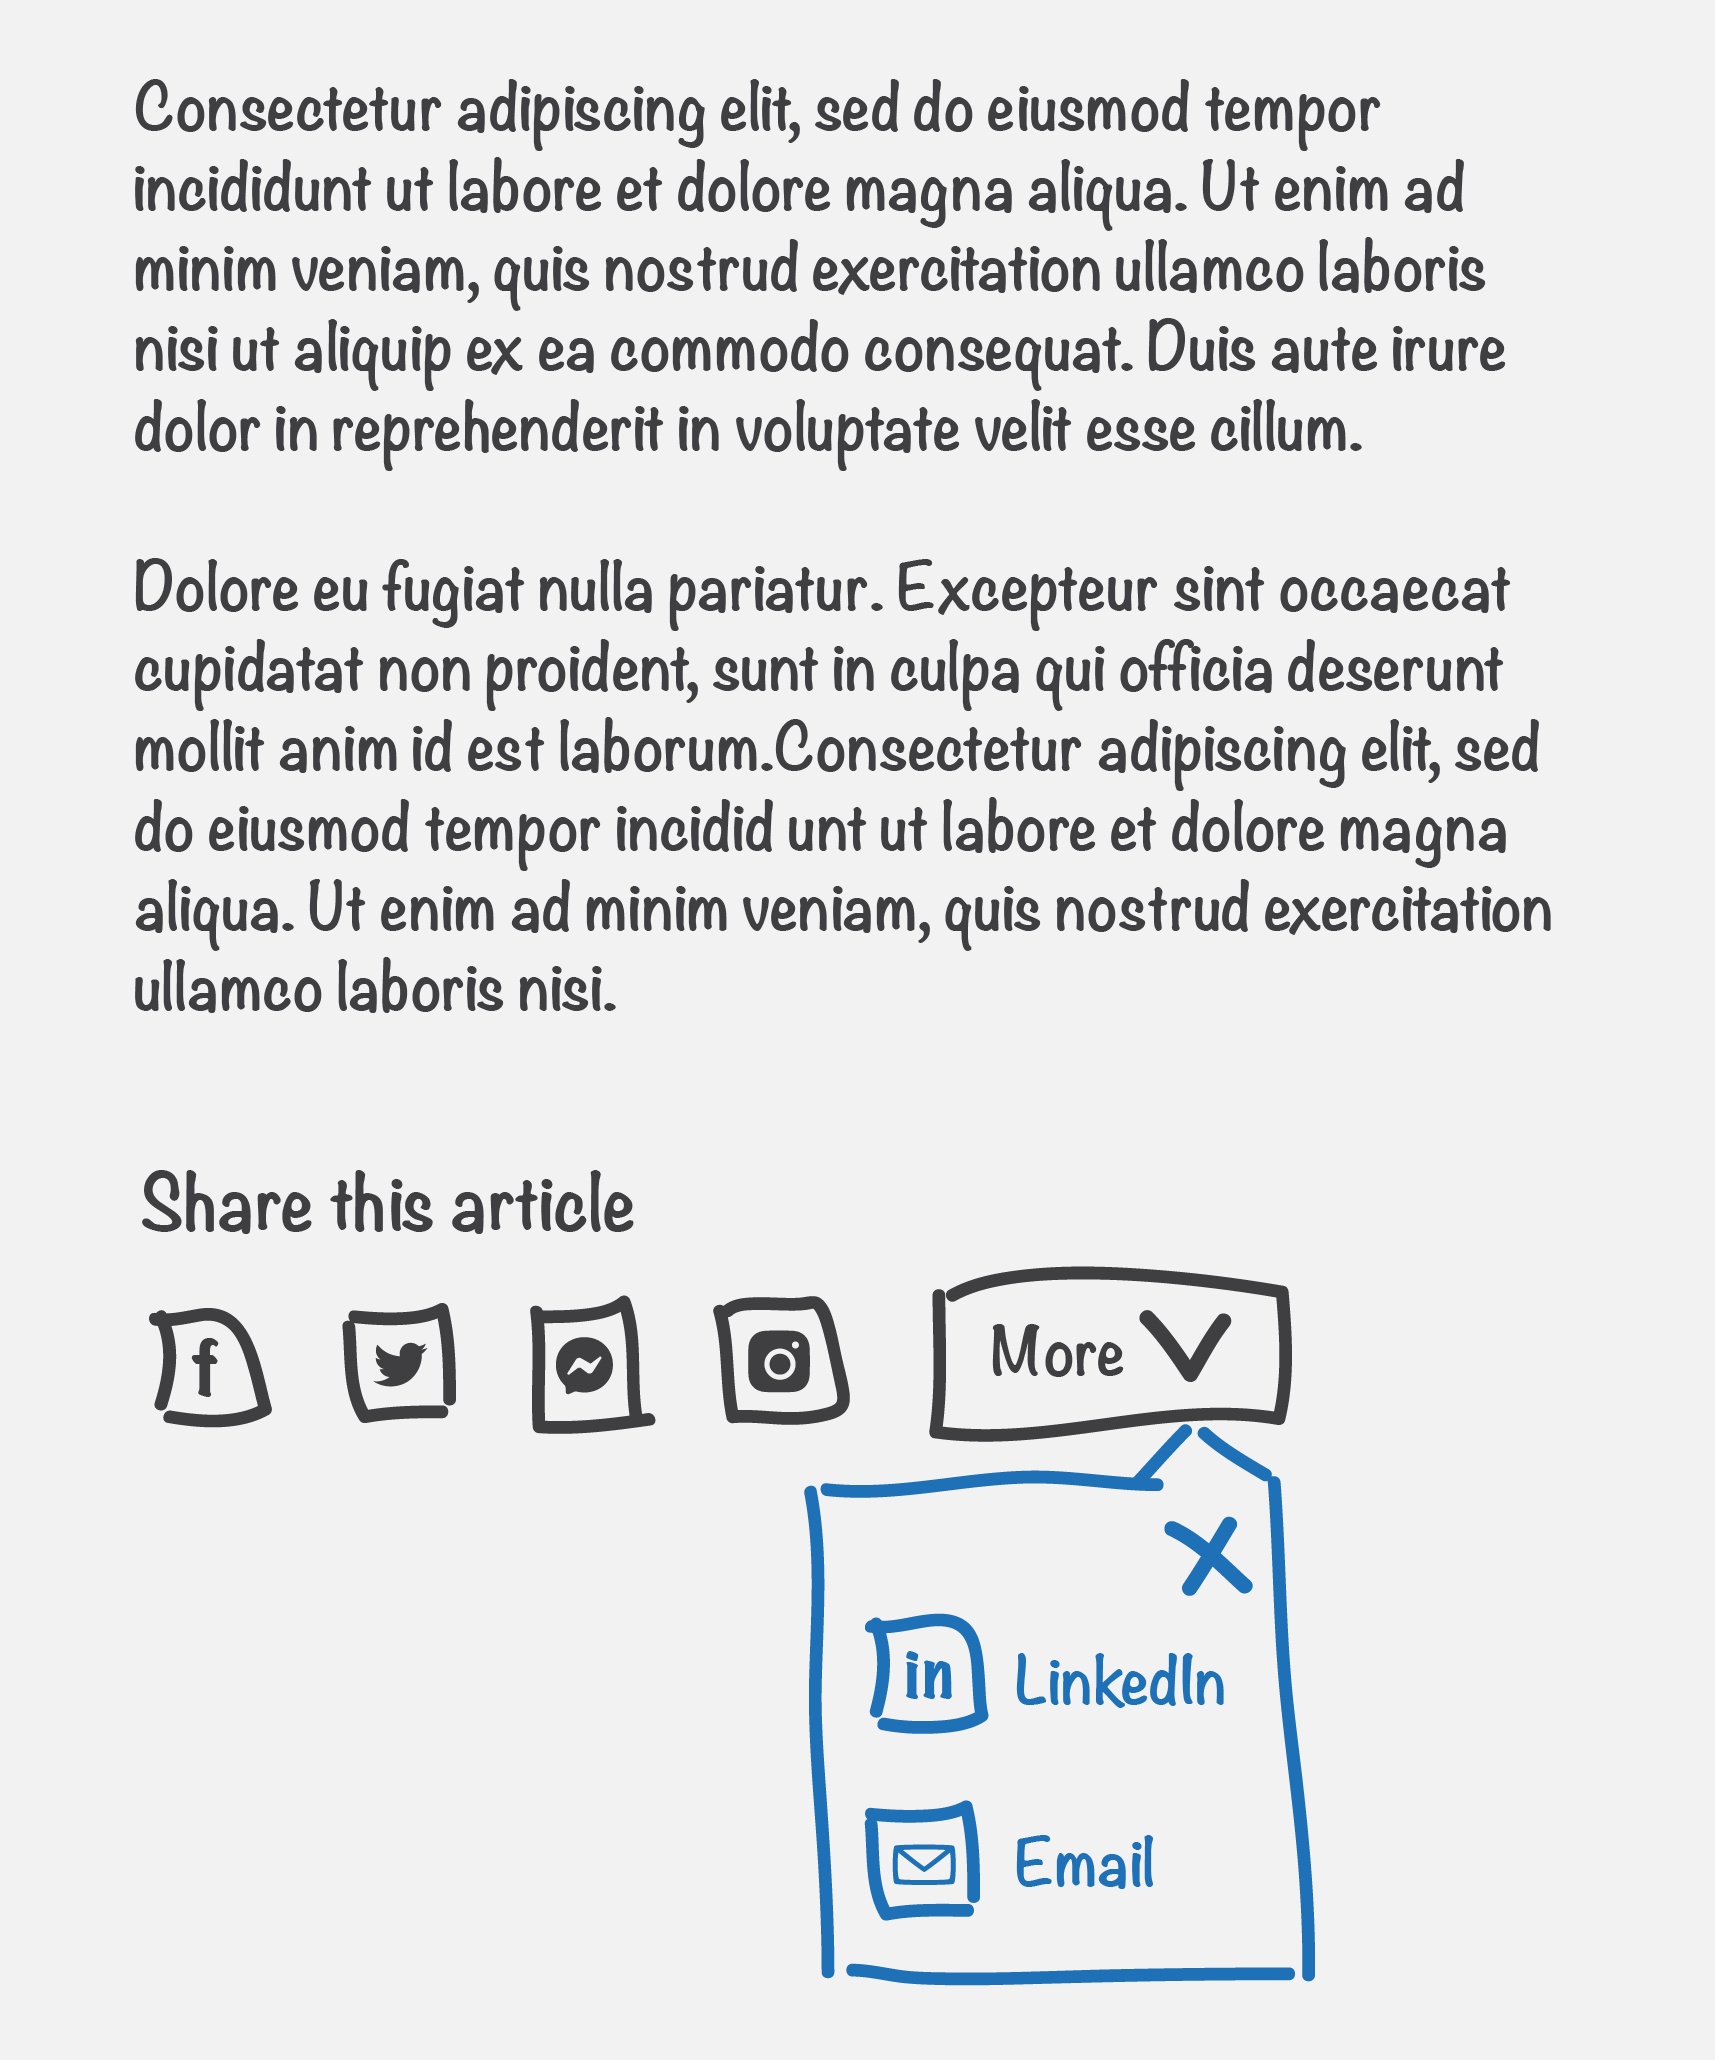 Consectetur adipiscing elit, sed do eiusmod tempor
incididunt ut labore et dolore magna aliqua. Ut enim ad
minim veniam, quis nostrud exercitation ullamco laboris
nisi ut aliquip ex ea commodo consequat. Duis aute irure
dolor in reprehenderit in voluptate velit esse cillum.
Dolore eu fugiat nulla pariatur. Excepteur sint occaecat
cupidatat non proident, sunt in culpa qui officia deserunt
mollit anim id est laborum.Consectetur adipiscing elit, sed
do eiusmod tempor incidid unt ut labore et dolore magna
aliqua. Ut enim ad minim veniam, quis nostrud exercitation
ullamco laboris nisi.
Share this article
f
More
in LinkedIn
Email